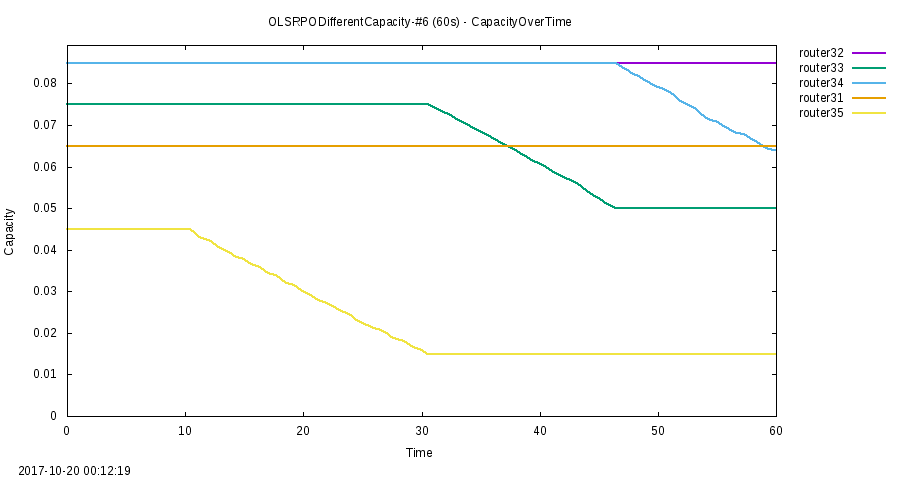 OLSRPO DifferentCapacity-#6 (60s) - CapacityOverTime
router32
router33
router34
router31
router35
Capacity
0.08
0.07
0.06
0.05
0.04
0.03
0.02
0.01
0
0 10 20 30 40 50 60
Time
2017-10-20 00:12:19